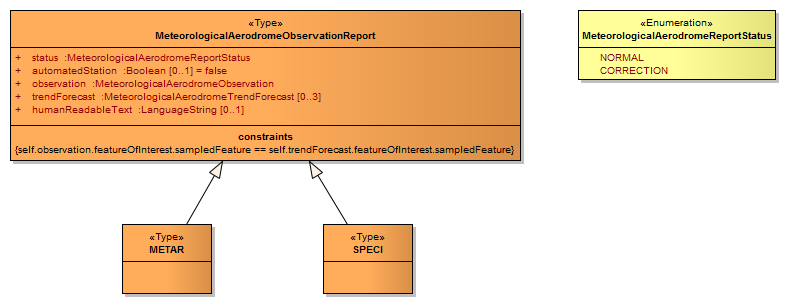 «Type»
MeteorologicalAerodromeObservationReport
+ status :MeteorologicalAerodromeReportStatus
+ automatedStation :Boolean [0..1] = false
+ observation :MeteorologicalAerodromeObservation
+ trendForecast :MeteorologicalAerodromeTrendForecast [0..3]
+ humanReadableText :LanguageString [0..1]
constraints
{self.observation.featureOfInterest.sampledFeature == self.trendForecast.featureOfInterest.sampledFeature}
«Enumeration»
MeteorologicalAerodromeReportStatus
NORMAL
CORRECTION
«Type»
METAR
«Type»
SPECI